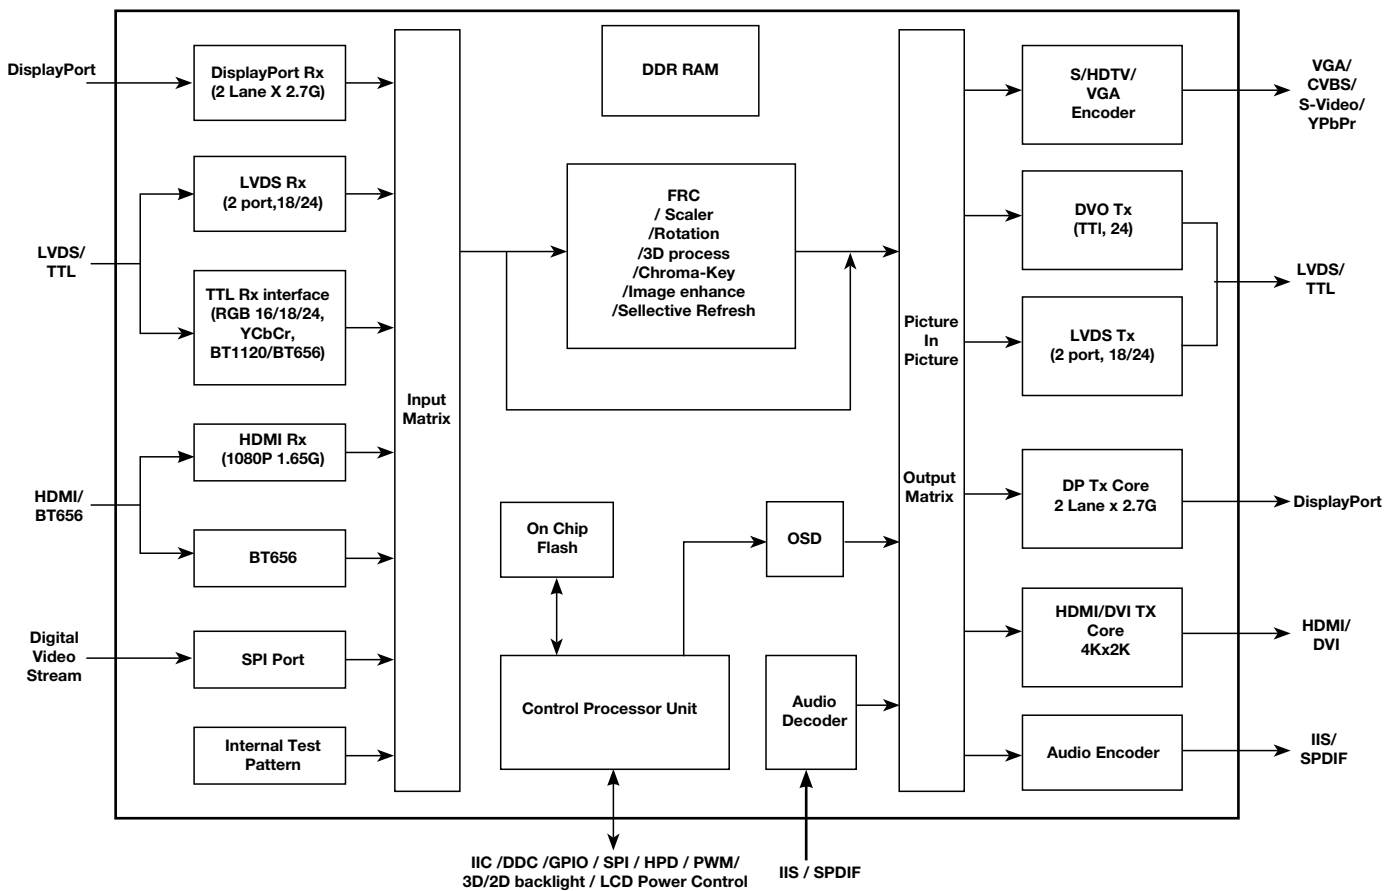 DisplayPort
DisplayPort Rx
(2 Lane X 2.7G)
LVDS/
TTL
LVDS Rx
(2 port,18/24)
TTL Rx interface
(RGB 16/18/24,
YCbCr,
BT1120/BT656)
HDMI/
BT656
HDMI Rx
(1080P 1.65G)
BT656
Digital
Video
Stream
SPI Port
Internal Test
Pattern
Input
Matrix
DDR RAM
FRC
/ Scaler
/Rotation
/3D process
/Chroma-Key
/Image enhance
/Sellective Refresh
On Chip
Flash
OSD
Control Processor Unit
Audio
Decoder
IIC /DDC /GPIO / SPI / HPD / PWM/
3D/2D backlight / LCD Power Control
IIS / SPDIF
Picture
In
Picture
Output
Matrix
S/HDTV/
VGA
Encoder
VGA/
CVBS/
S-Video/
YPbPr
DVO Tx
(TTI, 24)
LVDS Tx
(2 port, 18/24)
LVDS/
TTL
DP Tx Core
2 Lane x 2.7G
DisplayPort
HDMI/DVI TX
Core
4Kx2K
HDMI/
DVI
Audio Encoder
IIS/
SPDIF